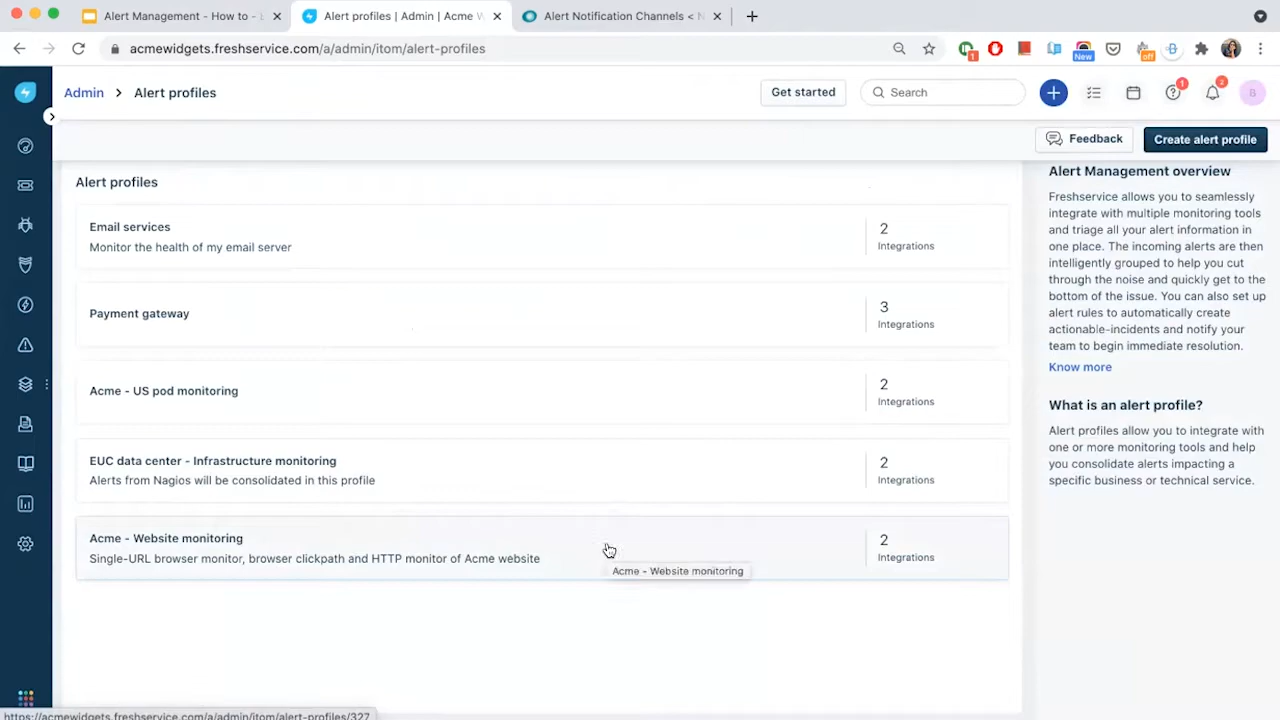 Alert Management - How to -
Alert profiles | Admin | Acme W
Alert Notification Channels < N
acmewidgets.freshservice.com/a/admin/itom/alert-profiles
1
New
off
Admin > Alert profiles
Get started
Search
1
2
B
Feedback
Create alert profile
Alert profiles
Email services
Monitor the health of my email server
2
Integrations
Payment gateway
3
Integrations
Acme - US pod monitoring
2
Integrations
EUC data center - Infrastructure monitoring
Alerts from Nagios will be consolidated in this profile
2
Integrations
Acme - Website monitoring
Single-URL browser monitor, browser clickpath and HTTP monitor of Acme website
2
Integrations
Acme - Website monitoring
Alert Management overview
Freshservice allows you to seamlessly
integrate with multiple monitoring tools
and triage all your alert information in
one place. The incoming alerts are then
intelligently grouped to help you cut
through the noise and quickly get to the
bottom of the issue. You can also set up
alert rules to automatically create
actionable-incidents and notify your
team to begin immediate resolution.
Know more
What is an alert profile?
Alert profiles allow you to integrate with
one or more monitoring tools and help
you consolidate alerts impacting a
specific business or technical service.
https://acmewidgets.freshservice.com/a/admin/itom/alert-profiles/327